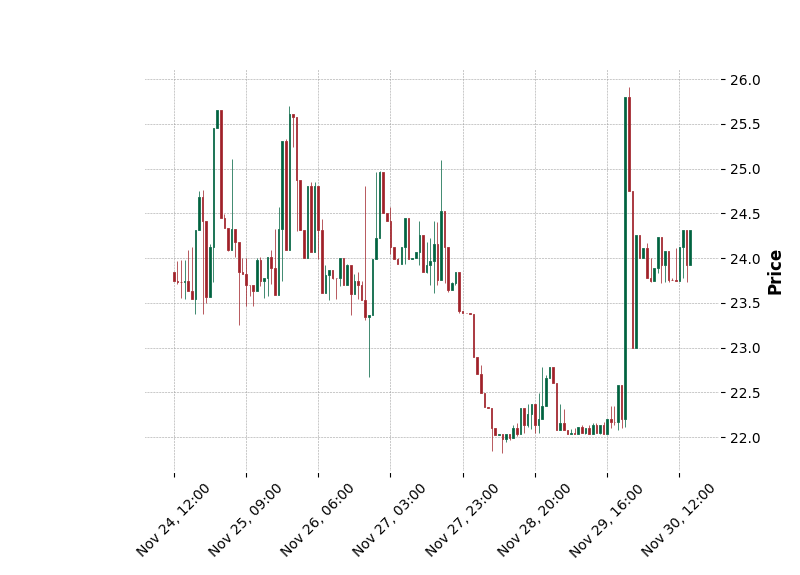 26.0
25.5
25.0
24.5
24.0
23.5
23.0
22.5
22.0
Price
Nov 24, 12:00
Nov 25, 09:00
Nov 26, 06:00
Nov 27, 03:00
Nov 27, 23:00
Nov 28, 20:00
Nov 29, 16:00
Nov 30, 12:00